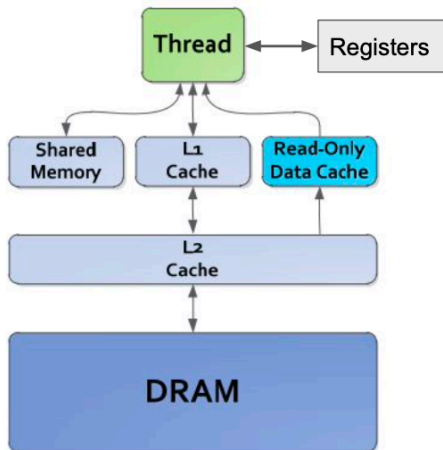 Thread
Registers
Shared
Memory
L1
Cache
Read-Only
Data Cache
L2
Cache
DRAM